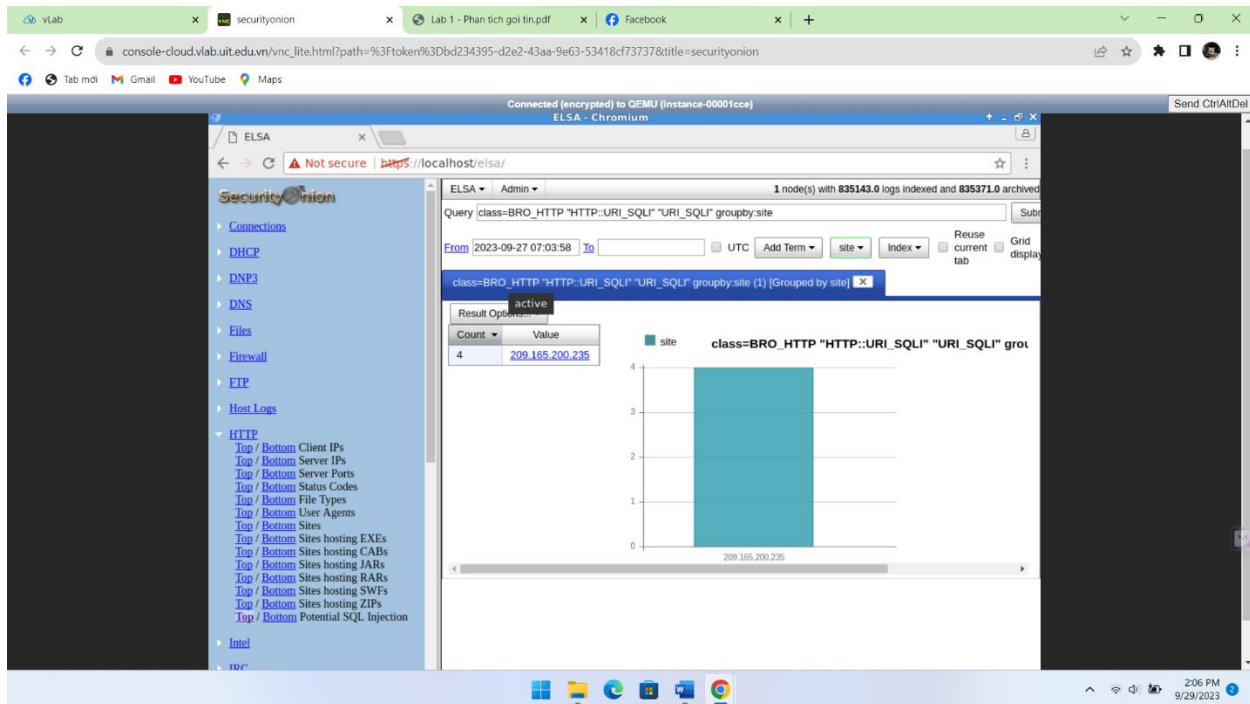 vLab
securityonion
Lab 1 - Phan tich goi tin.pdf
Facebook
console-cloud.vlab.uit.edu.vn/vnc_lite.html?path=%3Ftoken%3Dbd234395-d2e2-43aa-9e63-53418cf73737&title=securityonion
Tab mới Gmail YouTube Maps
Connected (encrypted) to QEMU (instance-00001cce)
Send CtrlAltDel
ELSA - Chromium
ELSA
Not secure | https://localhost/elsa/
Security Onion
Connections
DHCP
DNP3
DNS
Files
Firewall
FTP
Host Logs
HTTP
Top / Bottom Client IPs
Top / Bottom Server IPs
Top / Bottom Server Ports
Top / Bottom Status Codes
Top / Bottom File Types
Top / Bottom User Agents
Top / Bottom Sites
Top / Bottom Sites hosting EXEs
Top / Bottom Sites hosting CABs
Top / Bottom Sites hosting JARs
Top / Bottom Sites hosting RARs
Top / Bottom Sites hosting SWFs
Top / Bottom Sites hosting ZIPs
Top / Bottom Potential SQL Injection
Intel
IRC
ELSA Admin 1 node(s) with 835143.0 logs indexed and 835371.0 archived
Query class=BRO_HTTP "HTTP::URI_SQLI" "URI_SQLI" groupby:site Subr
From 2023-09-27 07:03:58 To UTC Add Term site Index Reuse current tab Grid display
class=BRO_HTTP "HTTP::URI_SQLI" "URI_SQLI" groupby:site (1) [Grouped by site] X
active
Result Options...
Count Value
4 209.165.200.235
site class=BRO_HTTP "HTTP::URI_SQLI" "URI_SQLI" grou
4
3
2
1
0
209.165.200.235
2:06 PM
9/29/2023
2